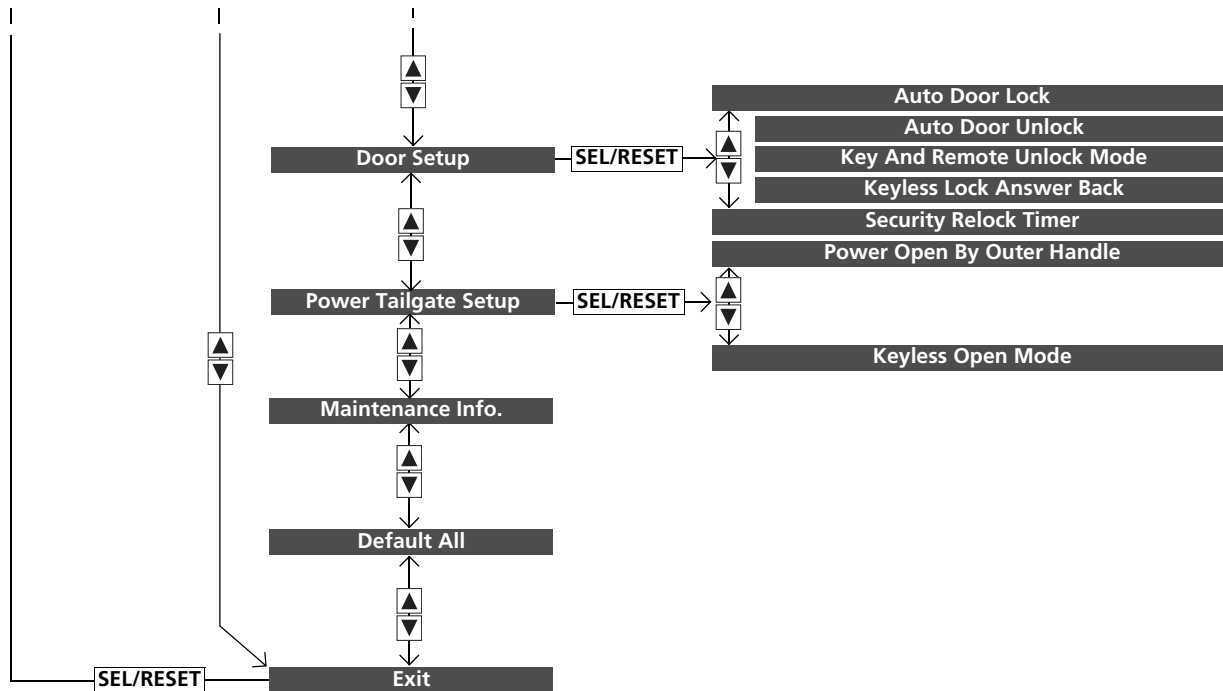 Auto Door Lock
Auto Door Unlock
Door Setup SEL/RESET Key And Remote Unlock Mode
Keyless Lock Answer Back
Security Relock Timer
Power Open By Outer Handle
Power Tailgate Setup SEL/RESET
Keyless Open Mode
Maintenance Info.
Default All
SEL/RESET Exit